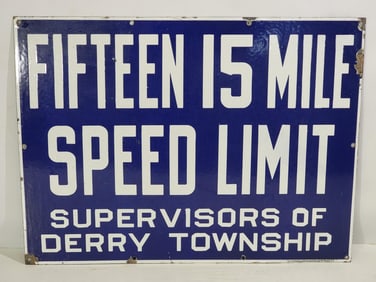 FIFTEEN 15 MILE
SPEED LIMIT
SUPERVISORS OF
DERRY TOWNSHIP